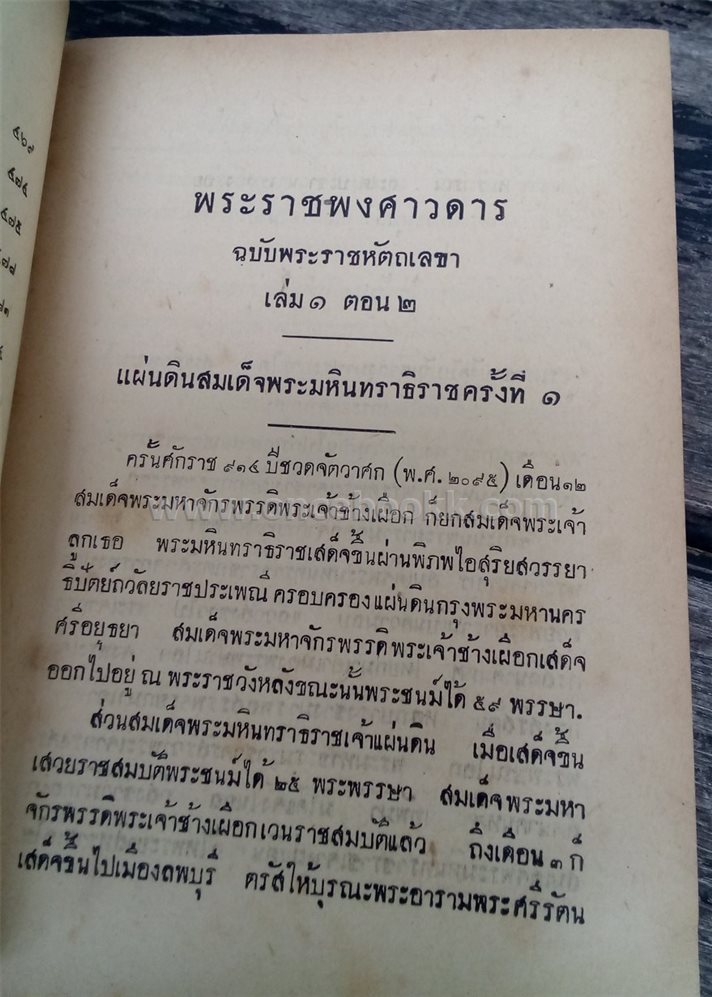 ๕๖๙
๕๗๕
พระราชพงศาวดาร
ฉบับพระราชหัตถเลขา
เล่ม ๑ ตอน ๒
แผ่นดินสมเด็จพระมหินทราธิราชครั้งที่ ๑
ครั้นศักราช ๙๑๔ ปีชวดจัตวาศก (พ.ศ. ๒๐๙๕) เดือน ๑๒
สมเด็จพระมหาจักรพรรดิพระเจ้าช้างเผือก ก็ยกสมเด็จพระเจ้า
ลูกเธอ พระมหินทราธิราชเสด็จขึ้นผ่านพิภพไอสุริยสวรรยา
ธิปัตย์ถวัลยราชประเพณี ครอบครองแผ่นดินกรุงพระมหานคร
ศรีอยุธยา สมเด็จพระมหาจักรพรรดิพระเจ้าช้างเผือกเสด็จ
ออกไปอยู่ ณ พระราชวังหลังขณะนั้นพระชนม์ได้ ๕๙ พรรษา.
ส่วนสมเด็จพระมหินทราธิราชเจ้าแผ่นดิน เมื่อเสด็จขึ้น
เสวยราชสมบัติพระชนม์ได้ ๒๕ พระพรรษา สมเด็จพระมหา
จักรพรรดิพระเจ้าช้างเผือกเวนราชสมบัติแล้ว ถึงเดือน ๓ ก็
เสด็จขึ้นไปเมืองลพบุรี ตรัสให้บุรณะพระอารามพระศรีรัตน